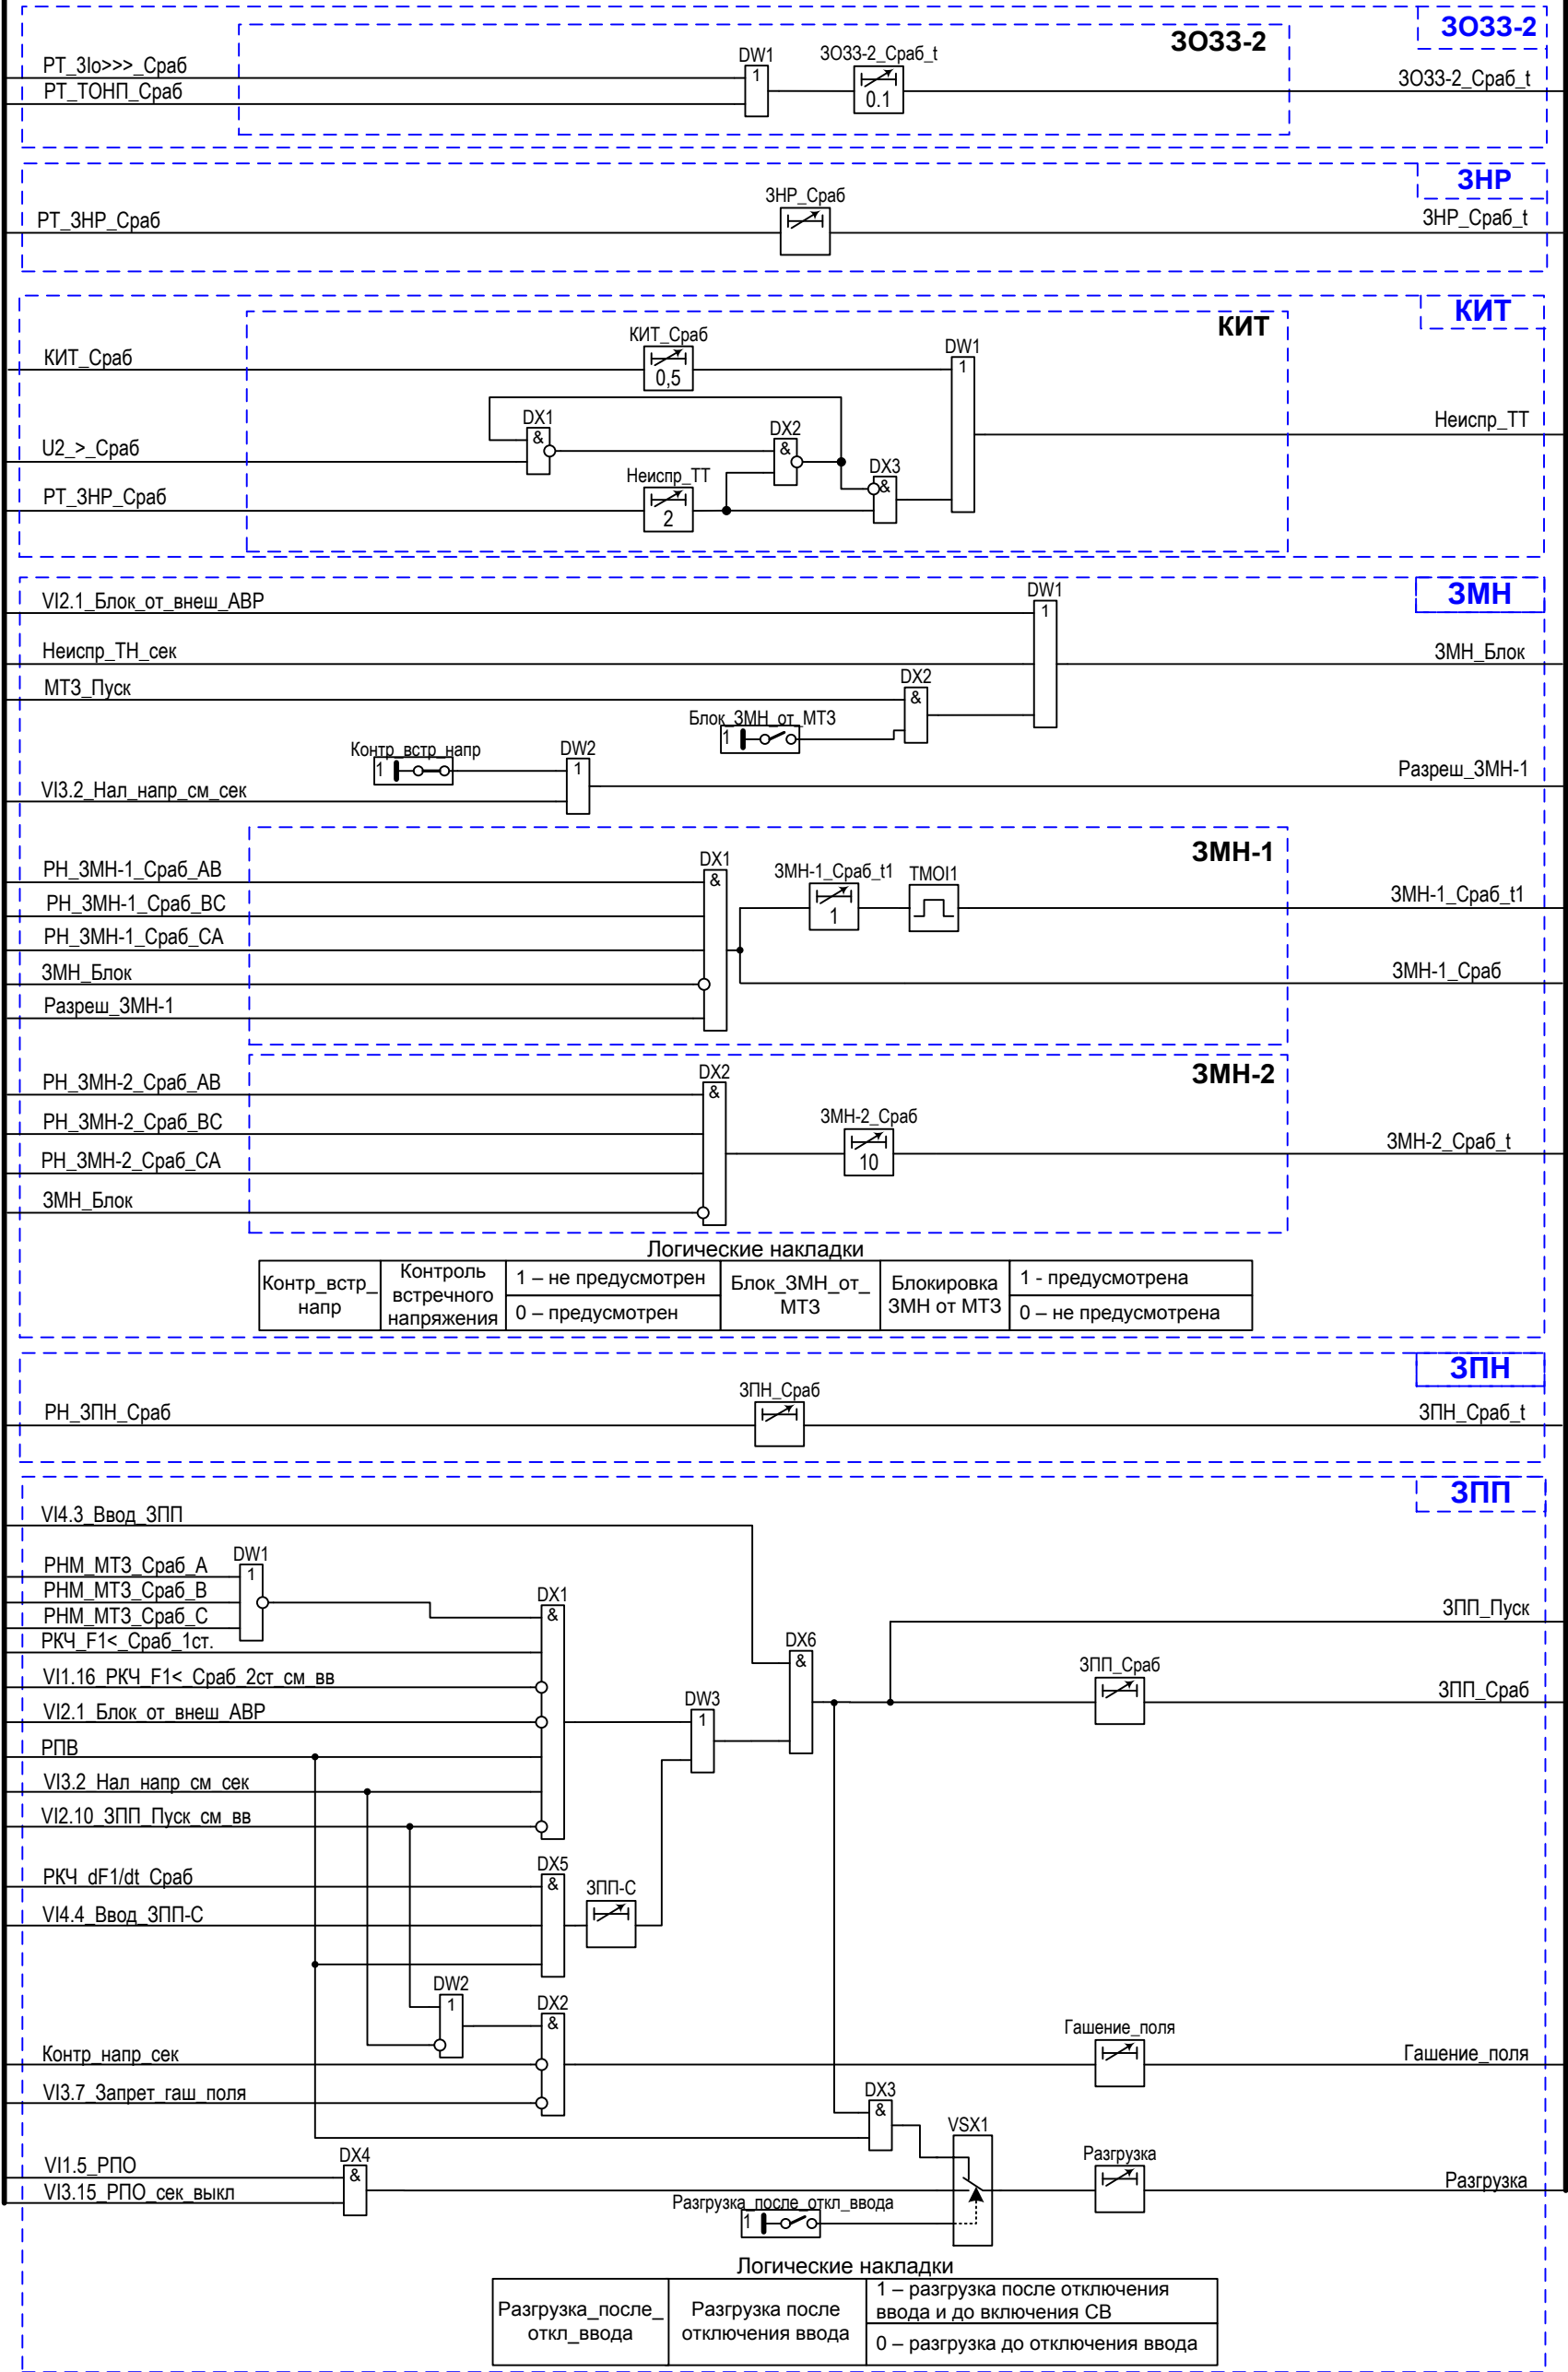 ЗОЗЗ-2
ЗОЗЗ-2
РТ_3Io>>>_Сраб
РТ_ТОНП_Сраб
DW1
1
ЗОЗЗ-2_Сраб_t
0.1
ЗОЗЗ-2_Сраб_t
ЗНР
РТ_ЗНР_Сраб
ЗНР_Сраб
ЗНР_Сраб_t
КИТ
КИТ
КИТ_Сраб
КИТ_Сраб
0,5
DW1
1
U2_>_Сраб
DX1
&
DX2
&
DX3
&
Неиспр_ТТ
РТ_ЗНР_Сраб
Неиспр_ТТ
2
ЗМН
VI2.1_Блок_от_внеш_АВР
DW1
1
Неиспр_ТН_сек
ЗМН_Блок
МТЗ_Пуск
DX2
&
Блок_ЗМН_от_МТЗ
1
Контр_встр_напр
1
DW2
1
VI3.2_Нал_напр_см_сек
Разреш_ЗМН-1
ЗМН-1
РН_ЗМН-1_Сраб_АВ
РН_ЗМН-1_Сраб_ВС
РН_ЗМН-1_Сраб_СА
ЗМН_Блок
Разреш_ЗМН-1
DX1
&
ЗМН-1_Сраб_t1
1
TMOI1
ЗМН-1_Сраб_t1
ЗМН-1_Сраб
ЗМН-2
РН_ЗМН-2_Сраб_АВ
РН_ЗМН-2_Сраб_ВС
РН_ЗМН-2_Сраб_СА
ЗМН_Блок
DX2
&
ЗМН-2_Сраб
10
ЗМН-2_Сраб_t
Логические накладки
Контр_встр_
напр
Контроль
встречного
напряжения
1 – не предусмотрен
0 – предусмотрен
Блок_ЗМН_от_
МТЗ
Блокировка
ЗМН от МТЗ
1 - предусмотрена
0 – не предусмотрена
ЗПН
РН_ЗПН_Сраб
ЗПН_Сраб
ЗПН_Сраб_t
ЗПП
VI4.3_Ввод_ЗПП
РНМ_МТЗ_Сраб_А
РНМ_МТЗ_Сраб_В
РНМ_МТЗ_Сраб_С
DW1
1
РКЧ_F1<_Сраб_1ст.
VI1.16_РКЧ_F1<_Сраб_2ст_см_вв
VI2.1_Блок_от_внеш_АВР
РПВ
VI3.2_Нал_напр_см_сек
VI2.10_ЗПП_Пуск_см_вв
DX1
&
DW3
1
DX6
&
ЗПП_Пуск
ЗПП_Сраб
ЗПП_Сраб
РКЧ_dF1/dt_Сраб
VI4.4_Ввод_ЗПП-С
DX5
&
ЗПП-С
DW2
1
DX2
&
Контр_напр_сек
VI3.7_Запрет_гаш_поля
Гашение_поля
Гашение_поля
DX3
&
VSX1
VI1.5_РПО
VI3.15_РПО_сек_выкл
DX4
&
Разгрузка_после_откл_ввода
1
Разгрузка
Разгрузка
Логические накладки
Разгрузка_после_
откл_ввода
Разгрузка после
отключения ввода
1 – разгрузка после отключения
ввода и до включения СВ
0 – разгрузка до отключения ввода